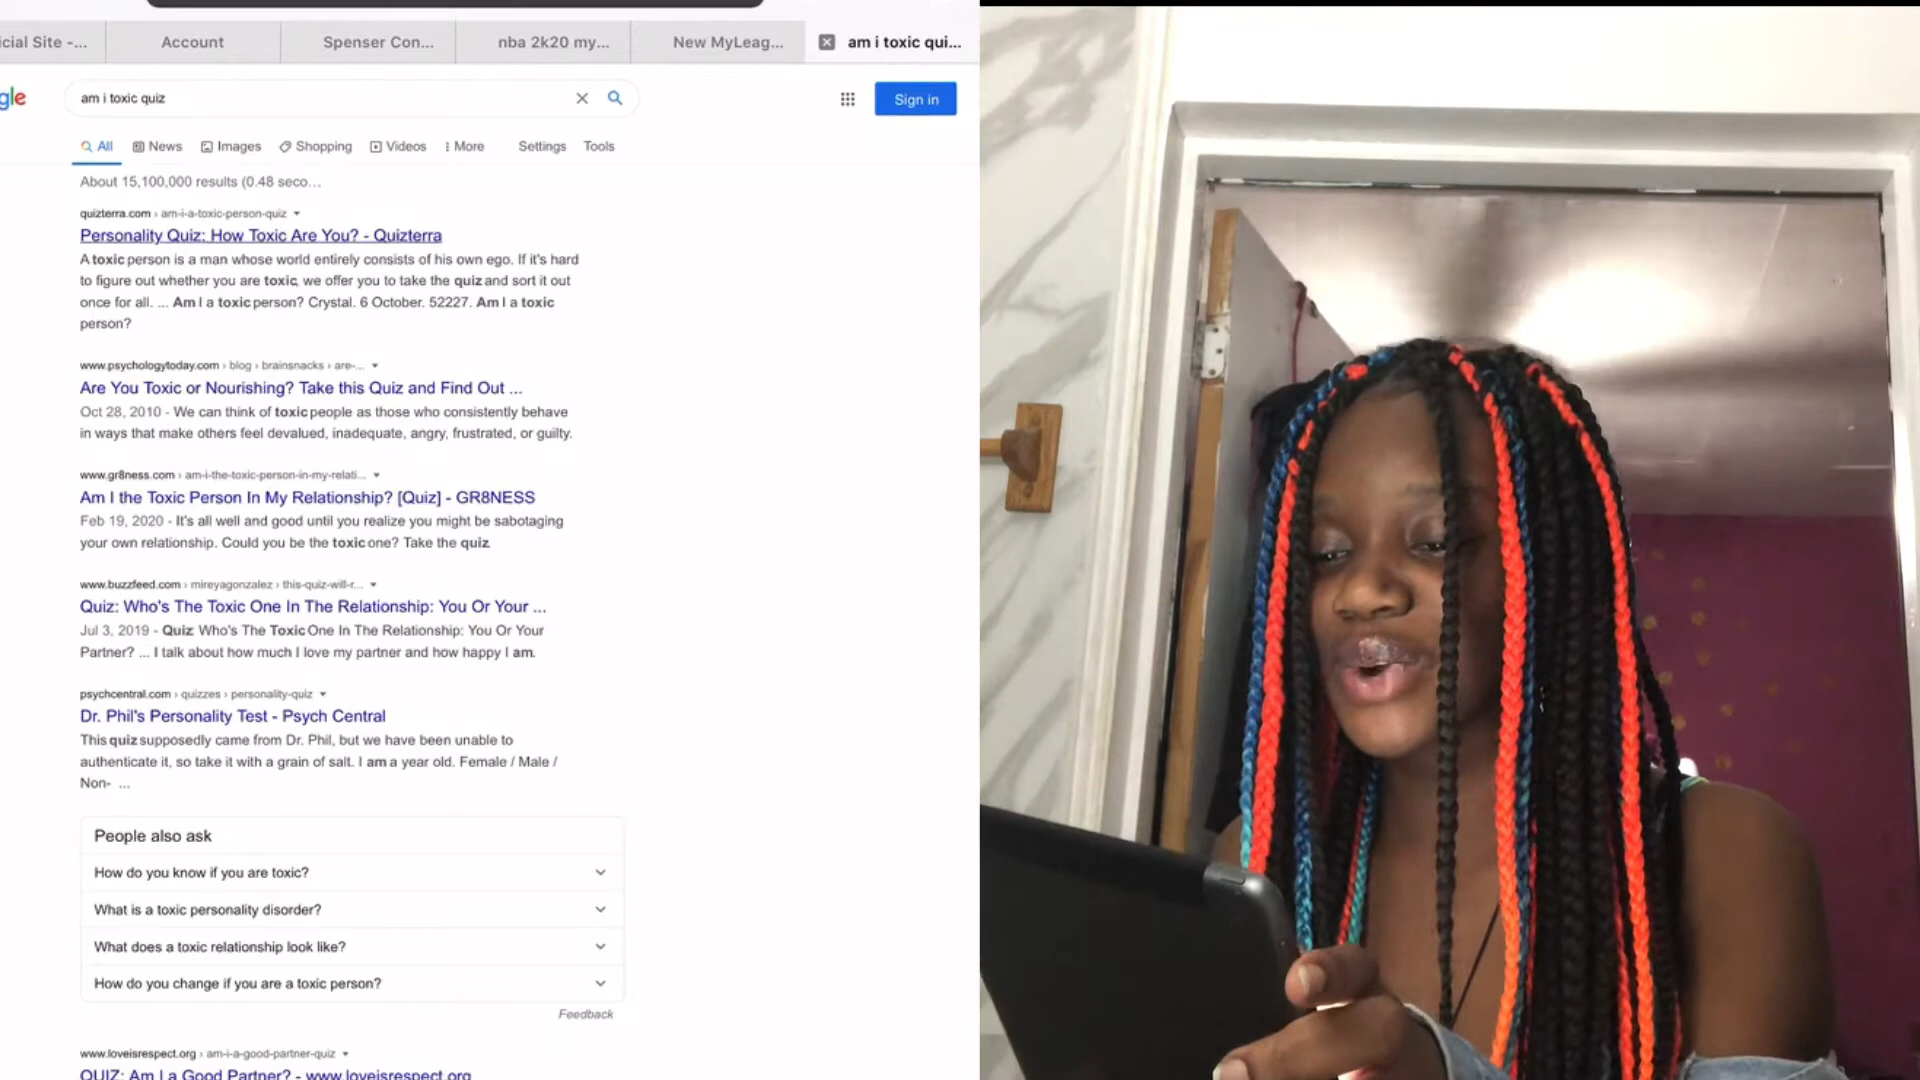 icial Site -...
Account
Spenser Con...
nba 2k20 my...
New MyLeag...
am i toxic qui...
gle
am i toxic quiz
Sign in
All
News
Images
Shopping
Videos
More
Settings
Tools
About 15,100,000 results (0.48 seco...
quizterra.com › am-i-a-toxic-person-quiz
Personality Quiz: How Toxic Are You? - Quizterra
A toxic person is a man whose world entirely consists of his own ego. If it's hard
to figure out whether you are toxic, we offer you to take the quiz and sort it out
once for all. ... Am I a toxic person? Crystal. 6 October. 52227. Am I a toxic
person?
www.psychologytoday.com › blog › brainsnacks › are-...
Are You Toxic or Nourishing? Take this Quiz and Find Out ...
Oct 28, 2010 - We can think of toxic people as those who consistently behave
in ways that make others feel devalued, inadequate, angry, frustrated, or guilty.
www.gr8ness.com › am-i-the-toxic-person-in-my-relati...
Am I the Toxic Person In My Relationship? [Quiz] - GR8NESS
Feb 19, 2020 - It's all well and good until you realize you might be sabotaging
your own relationship. Could you be the toxic one? Take the quiz.
www.buzzfeed.com › mireyagonzalez › this-quiz-will-r...
Quiz: Who's The Toxic One In The Relationship: You Or Your ...
Jul 3, 2019 - Quiz: Who's The Toxic One In The Relationship: You Or Your
Partner? ... I talk about how much I love my partner and how happy I am.
psychcentral.com › quizzes › personality-quiz
Dr. Phil's Personality Test - Psych Central
This quiz supposedly came from Dr. Phil, but we have been unable to
authenticate it, so take it with a grain of salt. I am a year old. Female / Male /
Non- ...
People also ask
How do you know if you are toxic?
What is a toxic personality disorder?
What does a toxic relationship look like?
How do you change if you are a toxic person?
Feedback
www.loveisrespect.org › am-i-a-good-partner-quiz
QUIZ: Am I a Good Partner? - www.loveisrespect.org